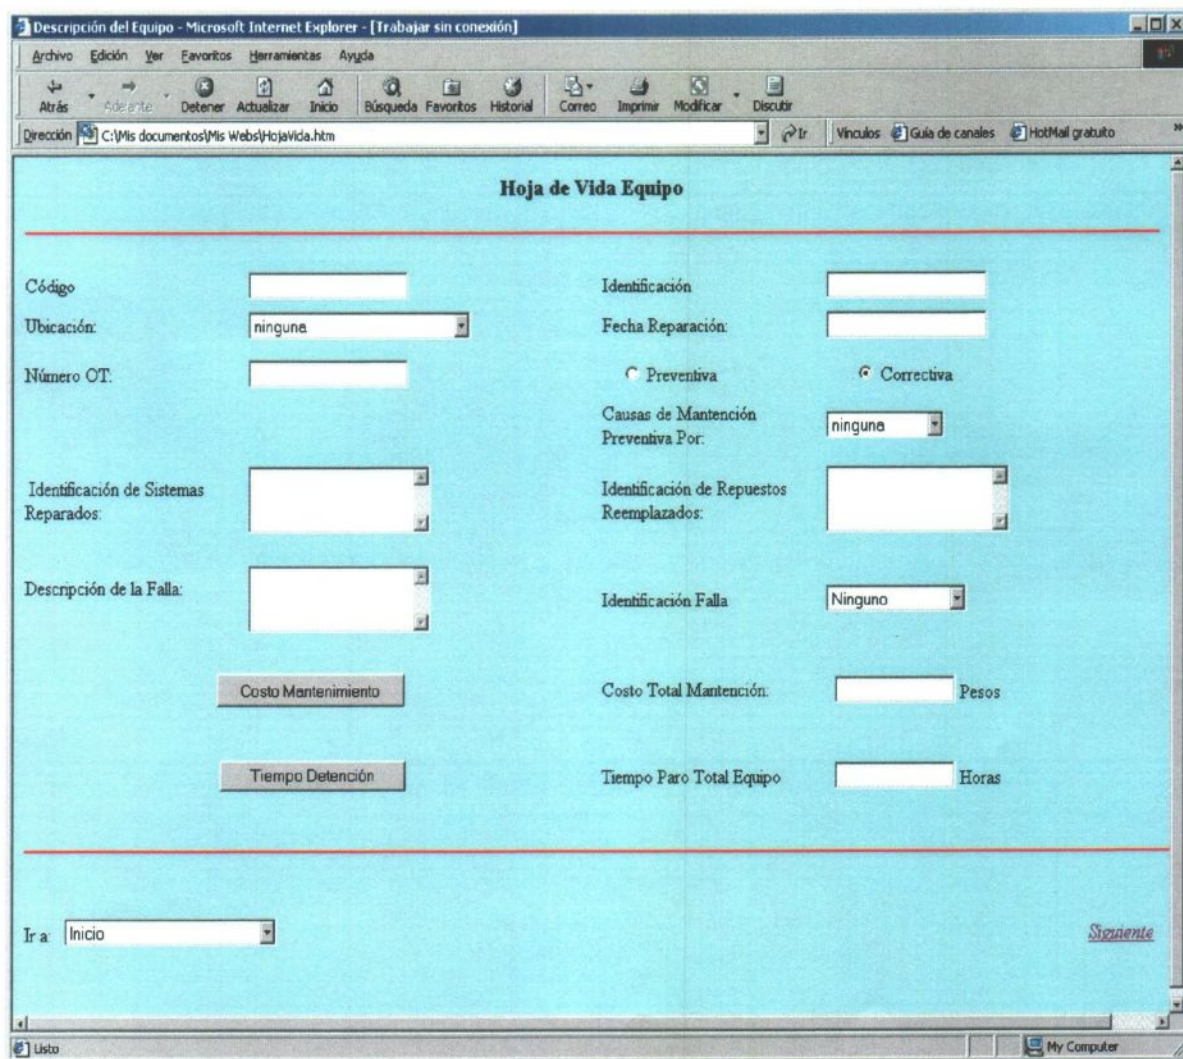 Descripción del Equipo - Microsoft Internet Explorer - [Trabajar sin conexión]
Archivo Edición Ver Favoritos Herramientas Ayuda
Atrás Adelante Detener Actualizar Inicio Búsqueda Favoritos Historial Correo Imprimir Modificar Discutir
Dirección C:\Mis documentos\Mis Webs\HojaVida.htm Ir Vínculos Guía de canales HotMail gratuito »
Hoja de Vida Equipo
Código Identificación
Ubicación: ninguna Fecha Reparación:
Número OT: Preventiva Correctiva
Causas de Mantención
Preventiva Por: ninguna
Identificación de Sistemas
Reparados:
Identificación de Repuestos
Reemplazados:
Descripción de la Falla:
Identificación Falla Ninguno
Costo Mantenimiento Costo Total Mantención: Pesos
Tiempo Detención Tiempo Paro Total Equipo Horas
Ir a: Inicio Siguiente
Listo My Computer